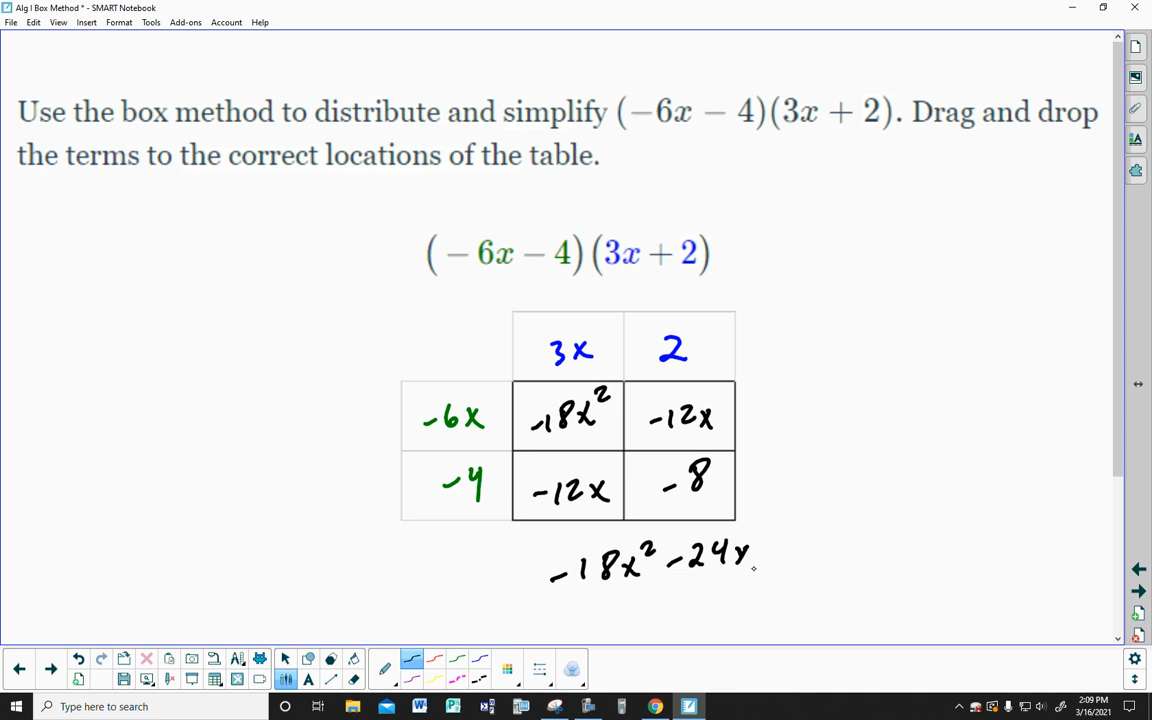 Alg I Box Method * - SMART Notebook
File Edit View Insert Format Tools Add-ons Account Help
Use the box method to distribute and simplify (−6x − 4)(3x + 2). Drag and drop
the terms to the correct locations of the table.
(−6x − 4)(3x + 2)
3x 2
-6x -18x² -12x
-4 -12x -8
-18x² -24x
Type here to search
2:09 PM
3/16/2021